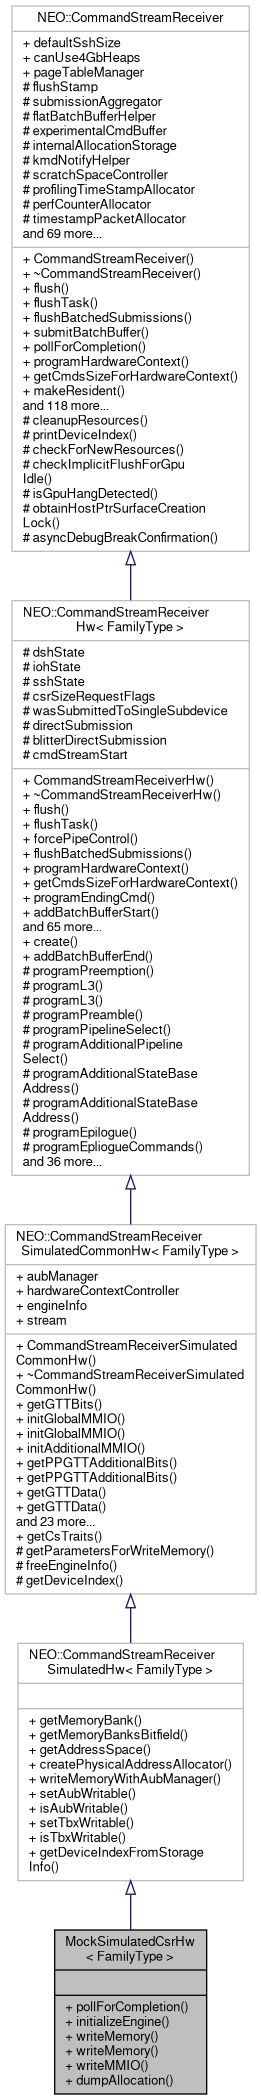 NEO::CommandStreamReceiver
+ defaultSshSize
+ canUse4GbHeaps
+ pageTableManager
# flushStamp
# submissionAggregator
# flatBatchBufferHelper
# experimentalCmdBuffer
# internalAllocationStorage
# kmdNotifyHelper
# scratchSpaceController
# profilingTimeStampAllocator
# perfCounterAllocator
# timestampPacketAllocator
and 69 more...
+ CommandStreamReceiver()
+ ~CommandStreamReceiver()
+ flush()
+ flushTask()
+ flushBatchedSubmissions()
+ submitBatchBuffer()
+ pollForCompletion()
+ programHardwareContext()
+ getCmdsSizeForHardwareContext()
+ makeResident()
and 118 more...
# cleanupResources()
# printDeviceIndex()
# checkForNewResources()
# checkImplicitFlushForGpu
Idle()
# isGpuHangDetected()
# obtainHostPtrSurfaceCreation
Lock()
# asyncDebugBreakConfirmation()
NEO::CommandStreamReceiver
Hw< FamilyType >
# dshState
# iohState
# sshState
# csrSizeRequestFlags
# wasSubmittedToSingleSubdevice
# directSubmission
# blitterDirectSubmission
# cmdStreamStart
+ CommandStreamReceiverHw()
+ ~CommandStreamReceiverHw()
+ flush()
+ flushTask()
+ forcePipeControl()
+ flushBatchedSubmissions()
+ programHardwareContext()
+ getCmdsSizeForHardwareContext()
+ programEndingCmd()
+ addBatchBufferStart()
and 65 more...
+ create()
+ addBatchBufferEnd()
# programPreemption()
# programL3()
# programL3()
# programPreamble()
# programPipelineSelect()
# programAdditionalPipeline
Select()
# programAdditionalStateBase
Address()
# programAdditionalStateBase
Address()
# programEpilogue()
# programEpliogueCommands()
and 36 more...
NEO::CommandStreamReceiver
SimulatedCommonHw< FamilyType >
+ aubManager
+ hardwareContextController
+ engineInfo
+ stream
+ CommandStreamReceiverSimulated
CommonHw()
+ ~CommandStreamReceiverSimulated
CommonHw()
+ getGTTBits()
+ initGlobalMMIO()
+ initGlobalMMIO()
+ initAdditionalMMIO()
+ getPPGTTAdditionalBits()
+ getPPGTTAdditionalBits()
+ getGTTData()
+ getGTTData()
and 23 more...
+ getCsTraits()
# getParametersForWriteMemory()
# freeEngineInfo()
# getDeviceIndex()
NEO::CommandStreamReceiver
SimulatedHw< FamilyType >
+ getMemoryBank()
+ getMemoryBanksBitfield()
+ getAddressSpace()
+ createPhysicalAddressAllocator()
+ writeMemoryWithAubManager()
+ setAubWritable()
+ isAubWritable()
+ setTbxWritable()
+ isTbxWritable()
+ getDeviceIndexFromStorage
Info()
MockSimulatedCsrHw
< FamilyType >
+ pollForCompletion()
+ initializeEngine()
+ writeMemory()
+ writeMemory()
+ writeMMIO()
+ dumpAllocation()